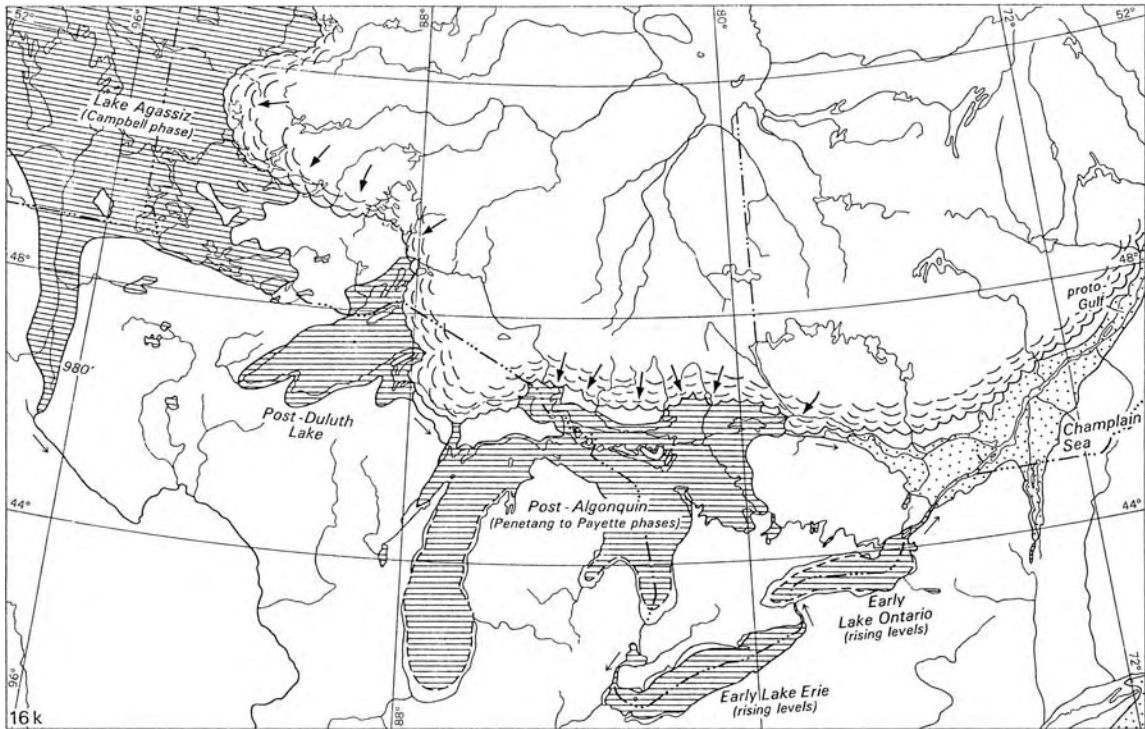 52°
96°
88°
80°
72°
52°
Lake Agassiz
(Campbell phase)
48°
48°
proto-
Gulf
980'
Post-Duluth
Lake
Champlain
Sea
Post-Algonquin
(Penetang to Payette phases)
44°
44°
Early
Lake Ontario
(rising levels)
Early Lake Erie
(rising levels)
96°
88°
80°
72°
16 k